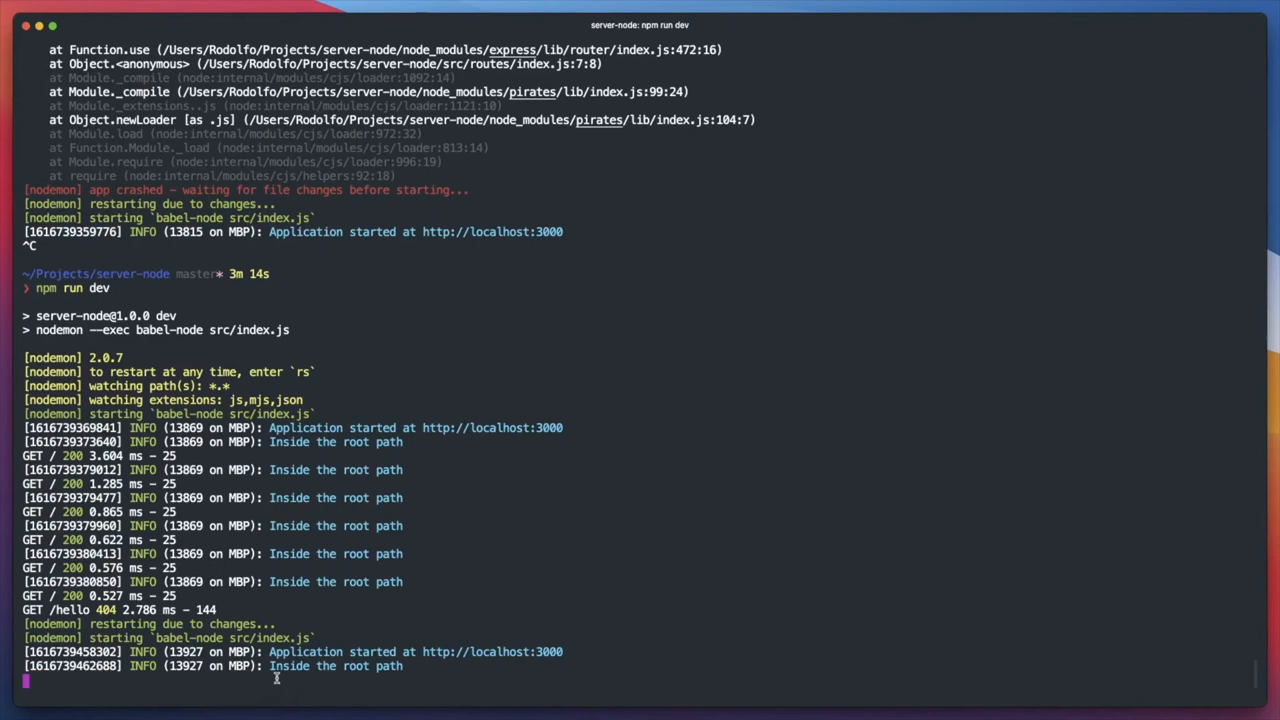 server-node: npm run dev
at Function.use (/Users/Rodolfo/Projects/server-node/node_modules/express/lib/router/index.js:472:16)
at Object.<anonymous> (/Users/Rodolfo/Projects/server-node/src/routes/index.js:7:8)
at Module._compile (node:internal/modules/cjs/loader:1092:14)
at Module._compile (/Users/Rodolfo/Projects/server-node/node_modules/pirates/lib/index.js:99:24)
at Module._extensions..js (node:internal/modules/cjs/loader:1121:10)
at Object.newLoader [as .js] (/Users/Rodolfo/Projects/server-node/node_modules/pirates/lib/index.js:104:7)
at Module.load (node:internal/modules/cjs/loader:972:32)
at Function.Module._load (node:internal/modules/cjs/loader:813:14)
at Module.require (node:internal/modules/cjs/loader:996:19)
at require (node:internal/modules/cjs/helpers:92:18)
[nodemon] app crashed - waiting for file changes before starting...
[nodemon] restarting due to changes...
[nodemon] starting `babel-node src/index.js`
[1616739359776] INFO (13815 on MBP): Application started at http://localhost:3000
^C
~/Projects/server-node master* 3m 14s
❯ npm run dev
> server-node@1.0.0 dev
> nodemon --exec babel-node src/index.js
[nodemon] 2.0.7
[nodemon] to restart at any time, enter `rs`
[nodemon] watching path(s): *.*
[nodemon] watching extensions: js,mjs,json
[nodemon] starting `babel-node src/index.js`
[1616739369841] INFO (13869 on MBP): Application started at http://localhost:3000
[1616739373640] INFO (13869 on MBP): Inside the root path
GET / 200 3.604 ms - 25
[1616739379012] INFO (13869 on MBP): Inside the root path
GET / 200 1.285 ms - 25
[1616739379477] INFO (13869 on MBP): Inside the root path
GET / 200 0.865 ms - 25
[1616739379960] INFO (13869 on MBP): Inside the root path
GET / 200 0.622 ms - 25
[1616739380413] INFO (13869 on MBP): Inside the root path
GET / 200 0.576 ms - 25
[1616739380850] INFO (13869 on MBP): Inside the root path
GET / 200 0.527 ms - 25
GET /hello 404 2.786 ms - 144
[nodemon] restarting due to changes...
[nodemon] starting `babel-node src/index.js`
[1616739458302] INFO (13927 on MBP): Application started at http://localhost:3000
[1616739462688] INFO (13927 on MBP): Inside the root path